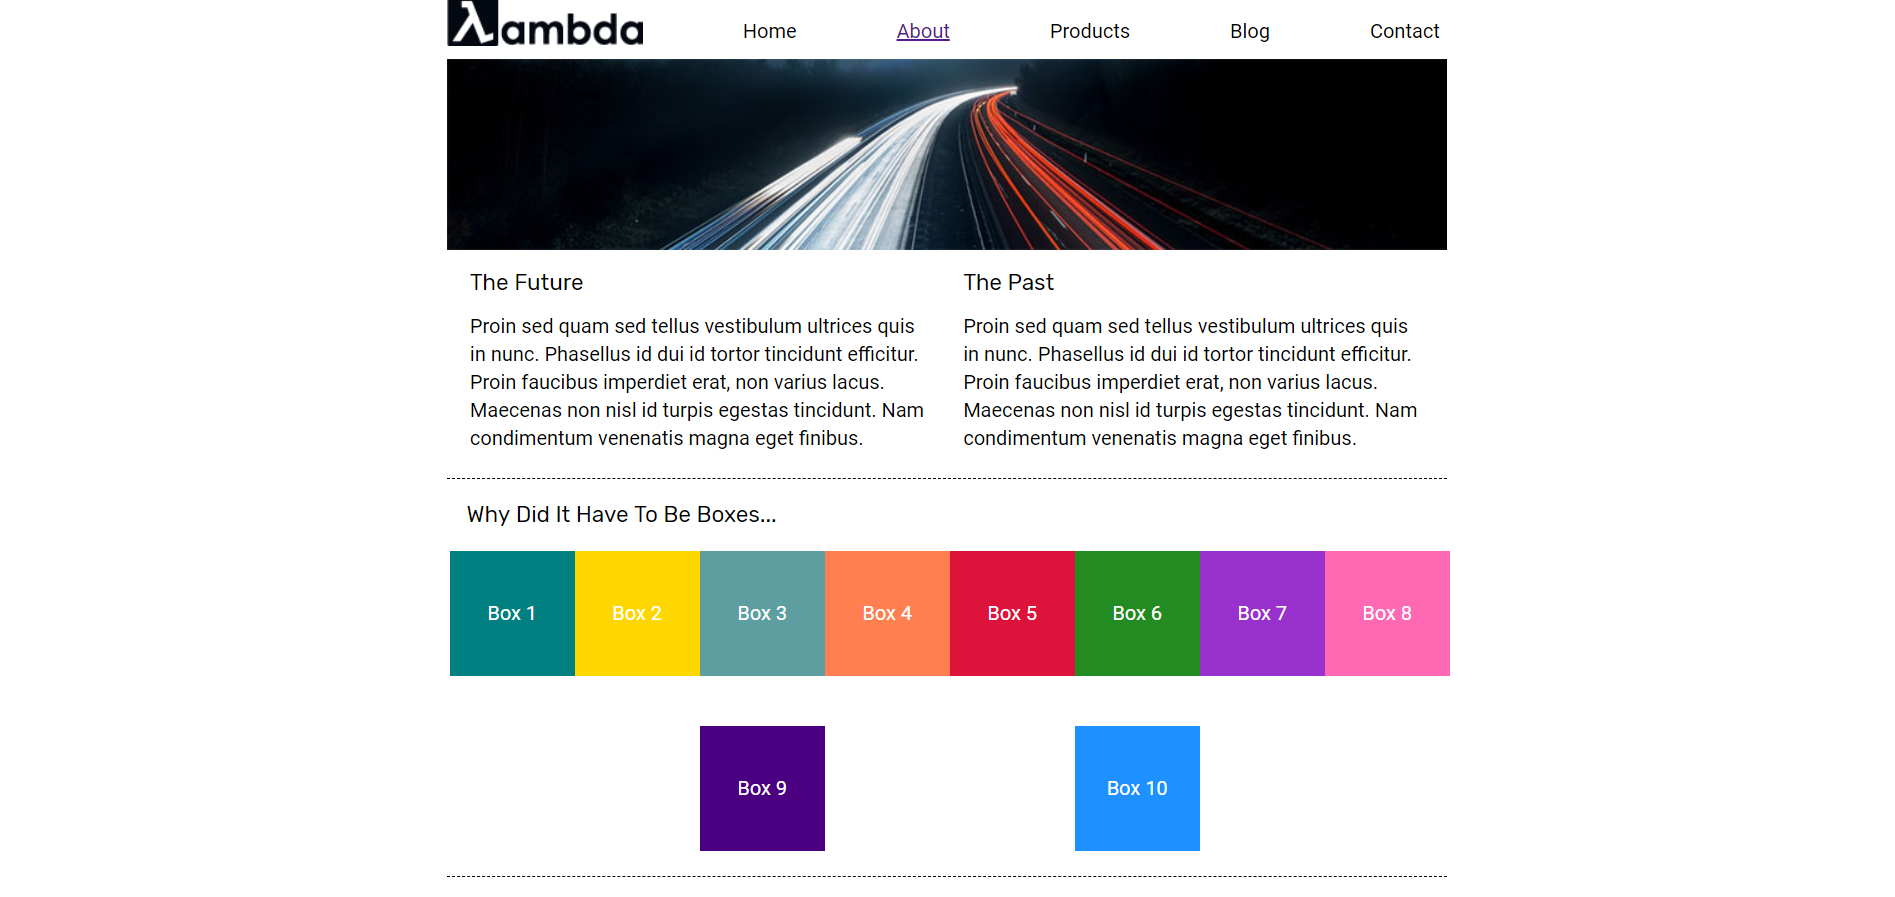 λambda
Home
About
Products
Blog
Contact
The Future
Proin sed quam sed tellus vestibulum ultrices quis
in nunc. Phasellus id dui id tortor tincidunt efficitur.
Proin faucibus imperdiet erat, non varius lacus.
Maecenas non nisl id turpis egestas tincidunt. Nam
condimentum venenatis magna eget finibus.
The Past
Proin sed quam sed tellus vestibulum ultrices quis
in nunc. Phasellus id dui id tortor tincidunt efficitur.
Proin faucibus imperdiet erat, non varius lacus.
Maecenas non nisl id turpis egestas tincidunt. Nam
condimentum venenatis magna eget finibus.
Why Did It Have To Be Boxes...
Box 1
Box 2
Box 3
Box 4
Box 5
Box 6
Box 7
Box 8
Box 9
Box 10